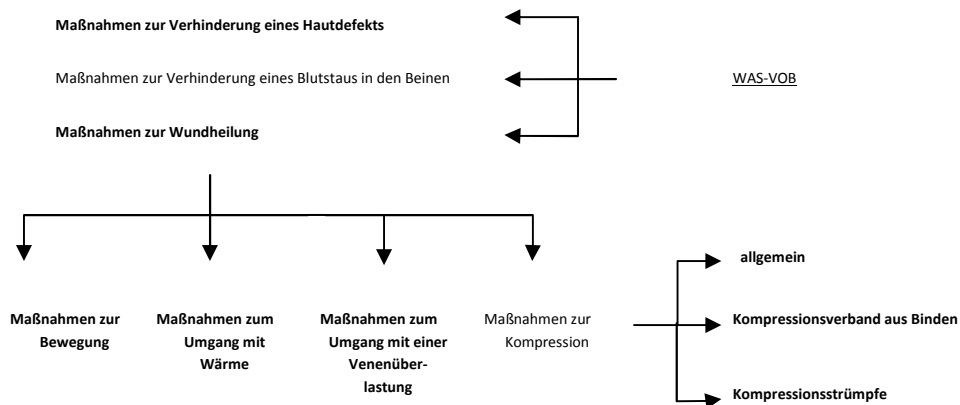 Maßnahmen zur Verhinderung eines Hautdefekts
Maßnahmen zur Verhinderung eines Blutstaus in den Beinen
WAS-VOB
Maßnahmen zur Wundheilung
allgemein
Maßnahmen zur
Bewegung
Maßnahmen zum
Umgang mit
Wärme
Maßnahmen zum
Umgang mit einer
Venenüber-
lastung
Maßnahmen zur
Kompression
Kompressionsverband aus Binden
Kompressionsstrümpfe